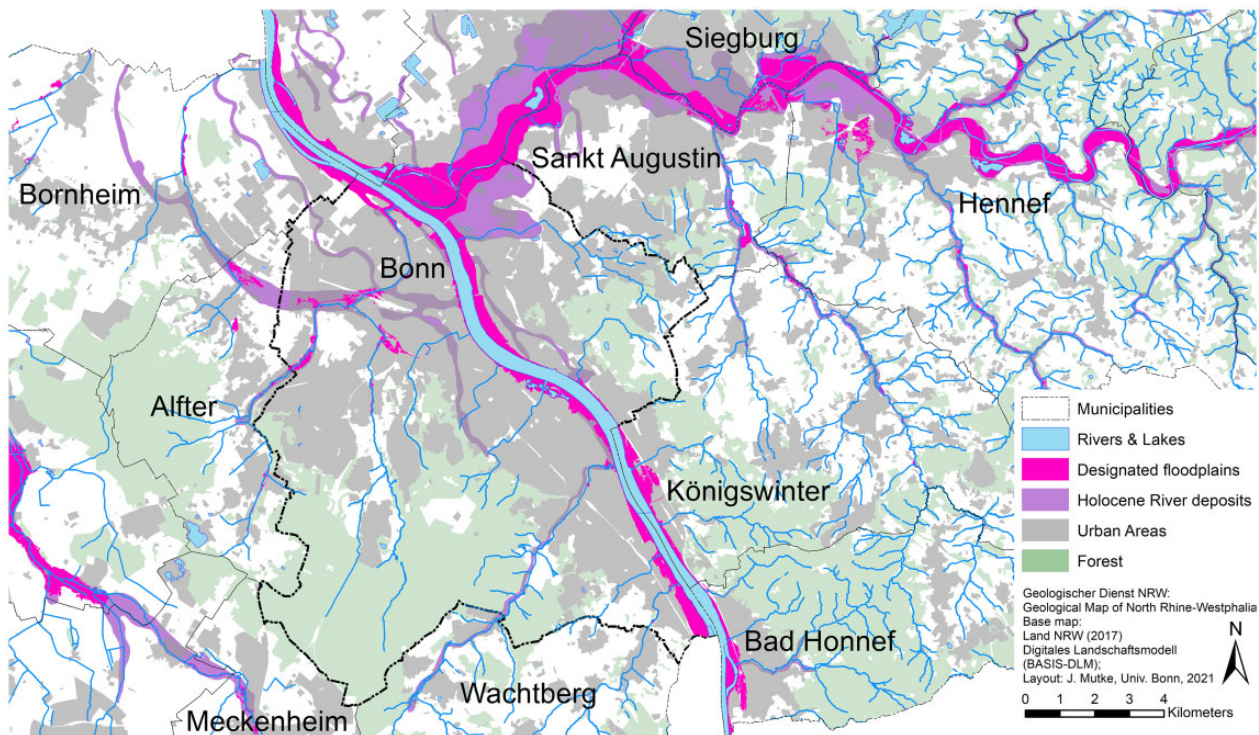 Siegburg
Sankt Augustin
Bornheim
Hennef
Bonn
Alfter
Königswinter
Bad Honnef
Wachtberg
Meckenheim
Municipalities
Rivers & Lakes
Designated floodplains
Holocene River deposits
Urban Areas
Forest
Geologischer Dienst NRW:
Geological Map of North Rhine-Westphalia
Base map:
Land NRW (2017)
Digitales Landschaftsmodell
(BASIS-DLM);
Layout: J. Mutke, Univ. Bonn, 2021
N
0 1 2 3 4 Kilometers